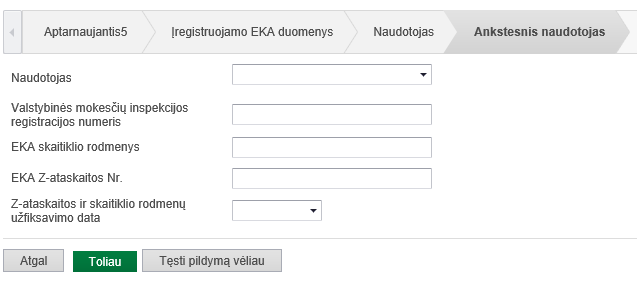 Aptarnaujantis5 Įregistruojamo EKA duomenys Naudotojas Ankstesnis naudotojas
Naudotojas
Valstybinės mokesčių inspekcijos
registracijos numeris
EKA skaitiklio rodmenys
EKA Z-ataskaitos Nr.
Z-ataskaitos ir skaitiklio rodmenų
užfiksavimo data
Atgal Toliau Tęsti pildymą vėliau